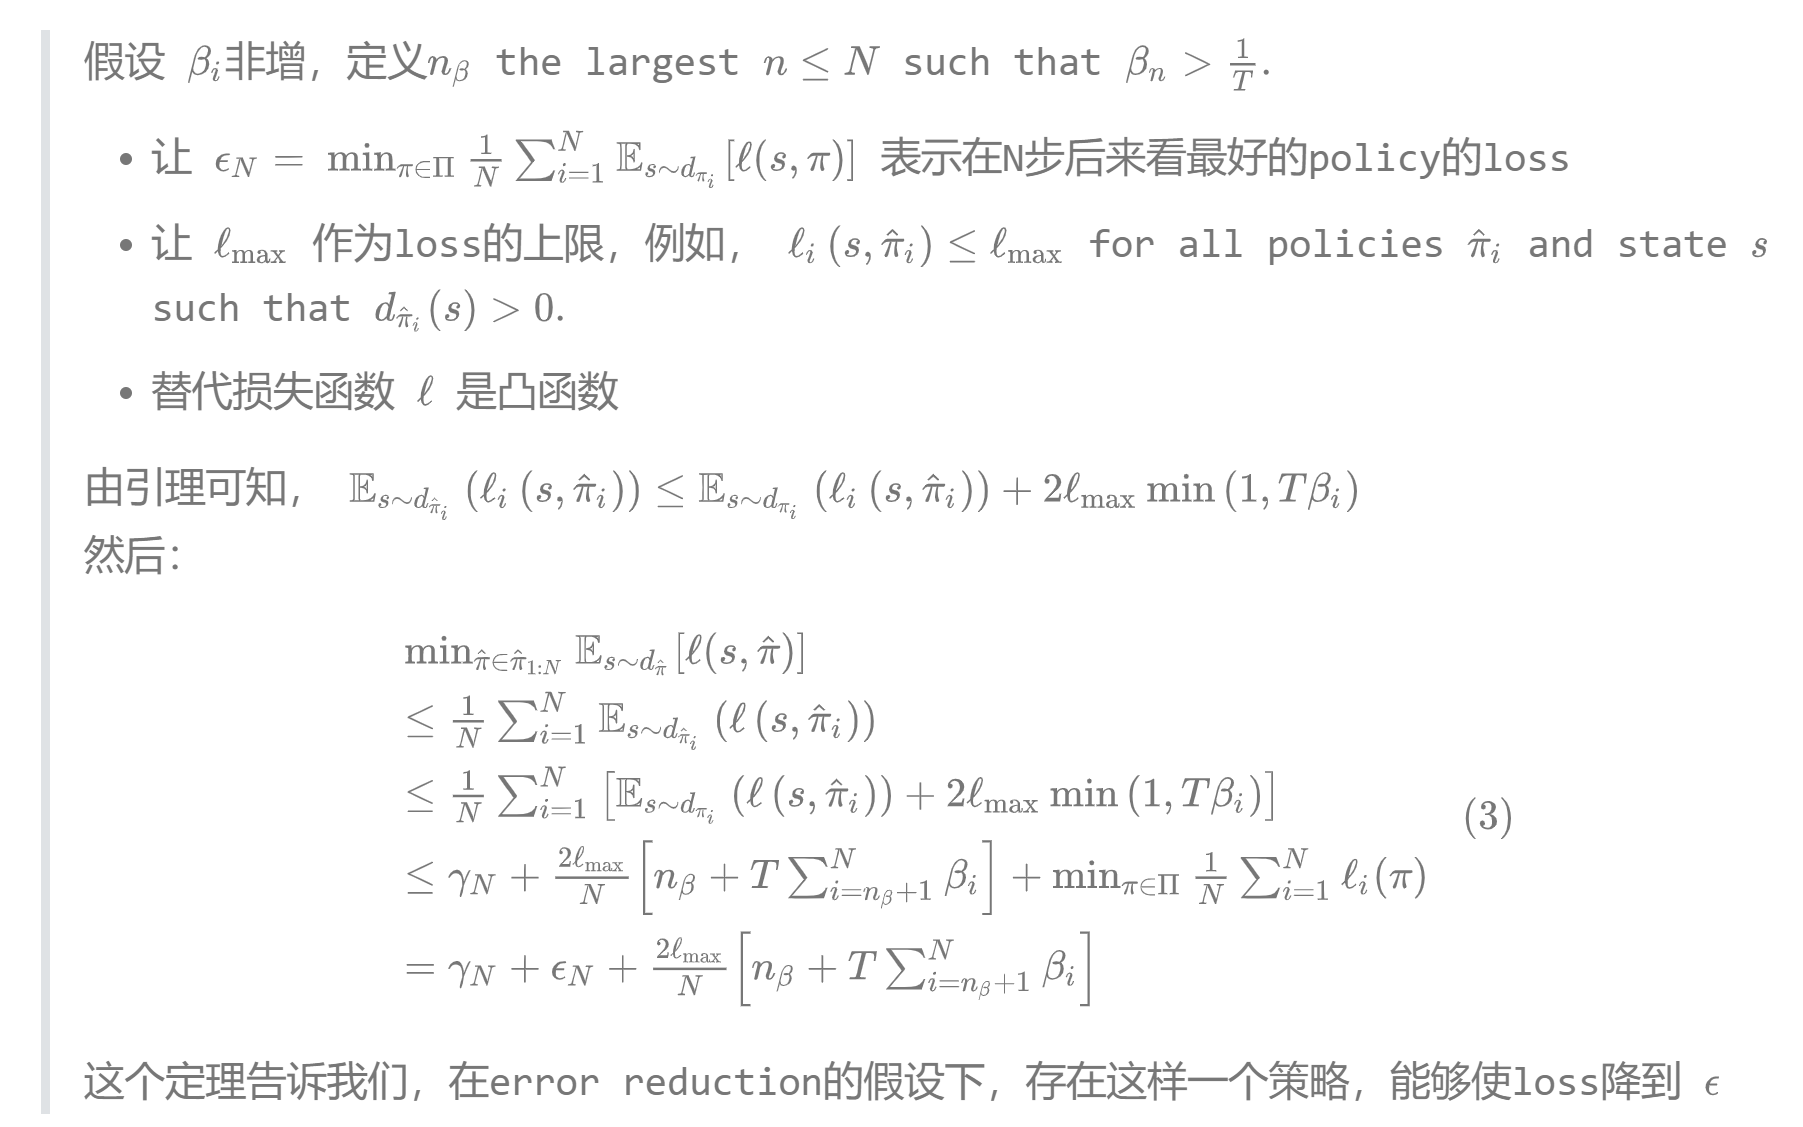 假设 $\beta_i$非增，定义$n_\beta$ the largest $n \leq N$ such that $\beta_n > \frac{1}{T}$.
• 让 $\epsilon_N = \min_{\pi \in \Pi} \frac{1}{N} \sum_{i=1}^{N} \mathbb{E}_{s \sim d_{\pi_i}} [\ell(s, \pi)]$ 表示在N步后来看最好的policy的loss
• 让 $\ell_{\max}$ 作为loss的上限，例如， $\ell_i (s, \hat{\pi}_i) \leq \ell_{\max}$ for all policies $\hat{\pi}_i$ and state $s$
such that $d_{\hat{\pi}_i}(s) > 0$.
• 替代损失函数 $\ell$ 是凸函数
由引理可知， $\mathbb{E}_{s \sim d_{\hat{\pi}_i}} (\ell_i (s, \hat{\pi}_i)) \leq \mathbb{E}_{s \sim d_{\pi_i}} (\ell_i (s, \hat{\pi}_i)) + 2\ell_{\max} \min (1, T\beta_i)$
然后：
$\min_{\hat{\pi} \in \hat{\pi}_{1:N}} \mathbb{E}_{s \sim d_{\hat{\pi}}} [\ell(s, \hat{\pi})]$
$\leq \frac{1}{N} \sum_{i=1}^{N} \mathbb{E}_{s \sim d_{\hat{\pi}_i}} (\ell (s, \hat{\pi}_i))$
$\leq \frac{1}{N} \sum_{i=1}^{N} \left[ \mathbb{E}_{s \sim d_{\pi_i}} (\ell (s, \hat{\pi}_i)) + 2\ell_{\max} \min (1, T\beta_i) \right]$
(3)
$\leq \gamma_N + \frac{2\ell_{\max}}{N} \left[ n_\beta + T \sum_{i=n_\beta+1}^{N} \beta_i \right] + \min_{\pi \in \Pi} \frac{1}{N} \sum_{i=1}^{N} \ell_i(\pi)$
$= \gamma_N + \epsilon_N + \frac{2\ell_{\max}}{N} \left[ n_\beta + T \sum_{i=n_\beta+1}^{N} \beta_i \right]$
这个定理告诉我们，在error reduction的假设下，存在这样一个策略，能够使loss降到 $\epsilon$